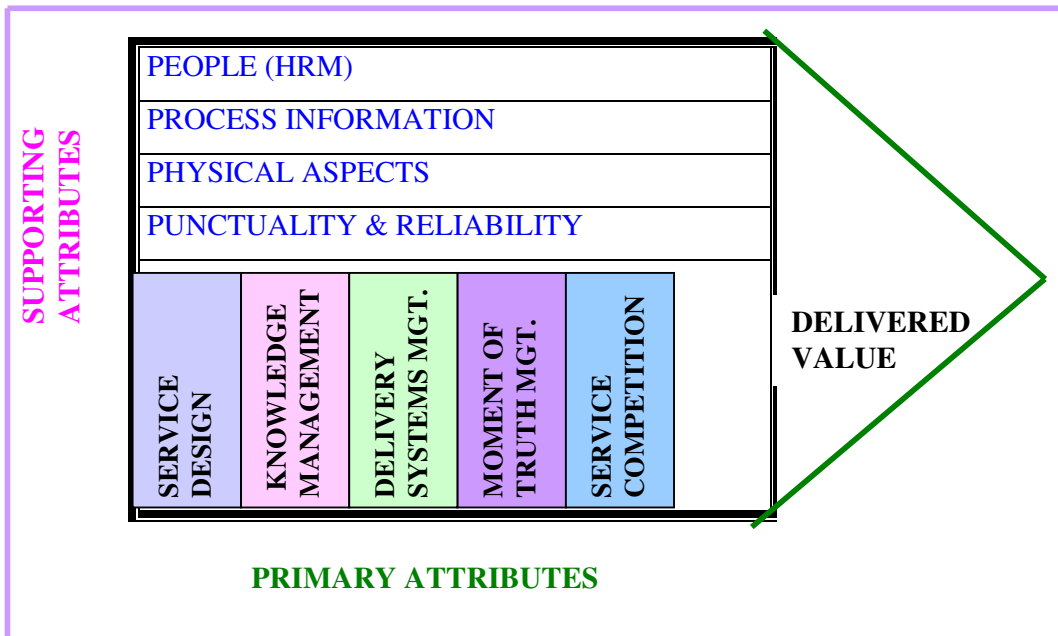 SUPPORTING
ATTRIBUTES
PEOPLE (HRM)
PROCESS INFORMATION
PHYSICAL ASPECTS
PUNCTUALITY & RELIABILITY
SERVICE
DESIGN
KNOWLEDGE
MANAGEMENT
DELIVERY
SYSTEMS MGT.
MOMENT OF
TRUTH MGT.
SERVICE
COMPETITION
DELIVERED
VALUE
PRIMARY ATTRIBUTES